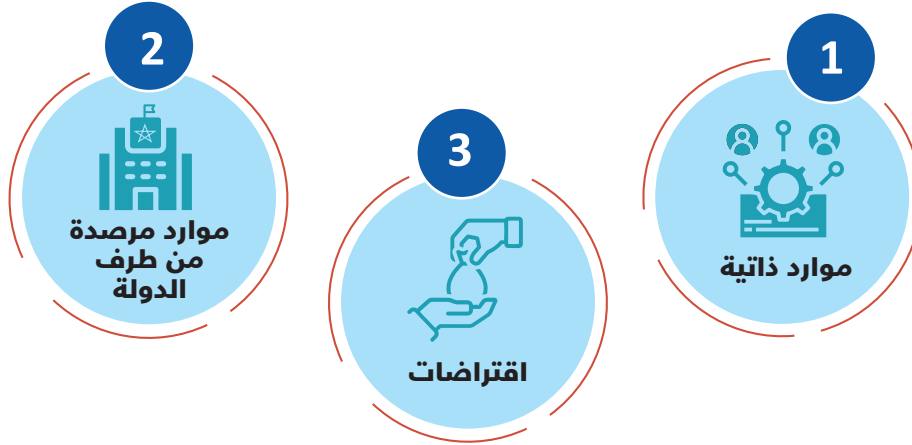 1
موارد ذاتية
2
موارد مرصدة
من طرف
الدولة
3
اقتراضات